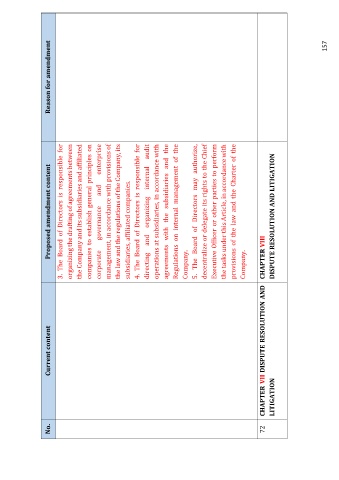 157
No.
Current content
Proposed amendment content
Reason for amendment
3. The Board of Directors is responsible for
organizing the drafting of agreements between
the Company and its subsidiaries and affiliated
companies to establish general principles on
corporate governance and enterprise
management, in accordance with provisions of
the law and the regulations of the Company, its
subsidiaries, affiliated companies.
4. The Board of Directors is responsible for
directing and organizing internal audit
operations at subsidiaries, in accordance with
agreements with the subsidiaries and the
Regulations on internal management of the
Company.
5. The Board of Directors may authorize,
decentralize or delegate its rights to the Chief
Executive Officer or other parties to perform
the tasks under this Article, in accordance with
provisions of the law and the Charter of the
Company.
72
CHAPTER VII DISPUTE RESOLUTION AND
LITIGATION
CHAPTER VIII
DISPUTE RESOLUTION AND LITIGATION